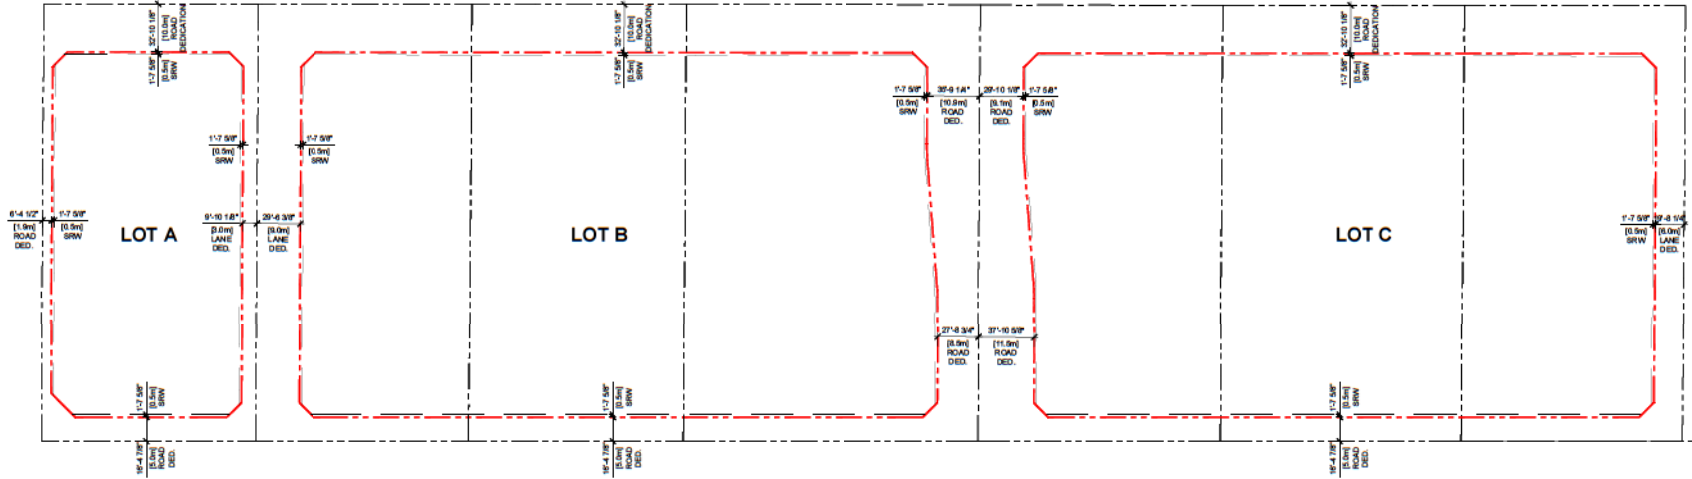 32'-10 1/8"
[10.0m]
ROAD
DEDICATION
1'-7 5/8"
[0.5m]
SRW
32'-10 1/8"
[10.0m]
ROAD
DEDICATION
1'-7 5/8"
[0.5m]
SRW
32'-10 1/8"
[10.0m]
ROAD
DEDICATION
1'-7 5/8"
[0.5m]
SRW
1'-7 5/8"
[0.5m]
SRW
35'-9 1/4"
[10.9m]
ROAD
DED.
29'-10 1/8"
[9.1m]
ROAD
DED.
1'-7 5/8"
[0.5m]
SRW
1'-7 5/8"
[0.5m]
SRW
1'-7 5/8"
[0.5m]
SRW
6'-4 1/2"
[1.9m]
ROAD
DED.
1'-7 5/8"
[0.5m]
SRW
LOT A
9'-10 1/8"
[3.0m]
LANE
DED.
29'-6 3/8"
[9.0m]
LANE
DED.
LOT B
LOT C
1'-7 5/8"
[0.5m]
SRW
[6.0m]
LANE
DED.
27'-8 3/4"
[8.5m]
ROAD
DED.
37'-10 5/8"
[11.5m]
ROAD
DED.
1'-7 5/8"
[0.5m]
SRW
16'-4 7/8"
[5.0m]
ROAD
DED.
1'-7 5/8"
[0.5m]
SRW
16'-4 7/8"
[5.0m]
ROAD
DED.
1'-7 5/8"
[0.5m]
SRW
16'-4 7/8"
[5.0m]
ROAD
DED.